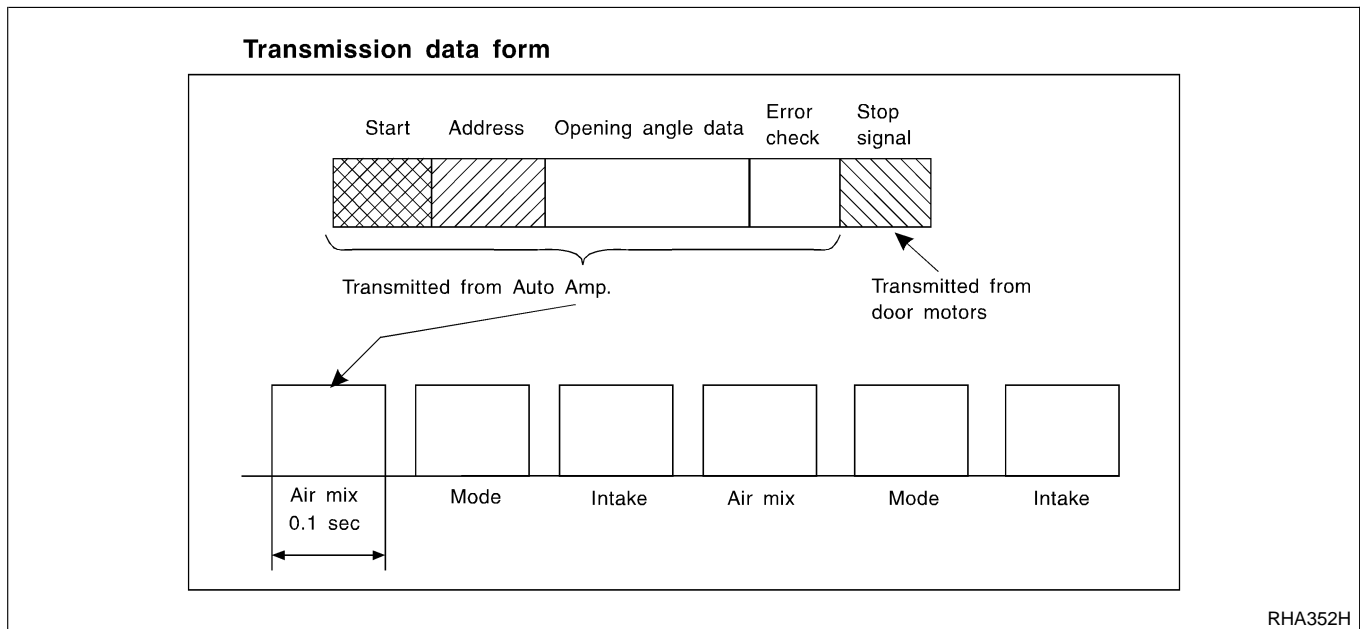 Transmission data form
Start Address Opening angle data Error check Stop signal
Transmitted from Auto Amp.
Transmitted from
door motors
Air mix
0.1 sec
Mode
Intake
Air mix
Mode
Intake
RHA352H